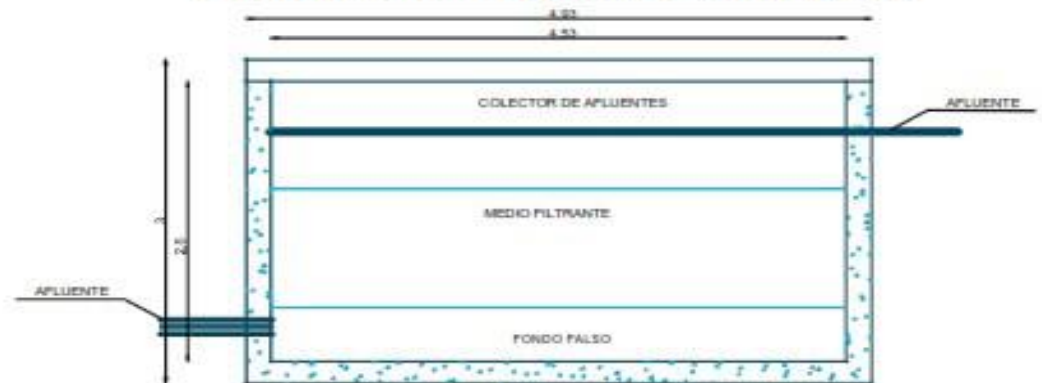 4.93
4.53
COLECTOR DE AFLUENTES
AFLUENTE
MEDIO FILTRANTE
3
2.5
AFLUENTE
FONDO FALSO